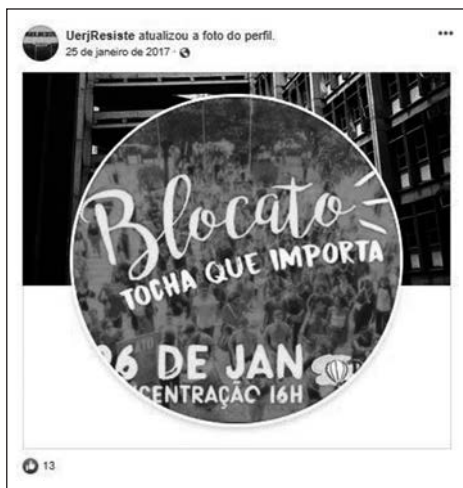 UerjResiste atualizou a foto do perfil.
25 de janeiro de 2017
Blocato
TOCHA QUE IMPORTA
26 DE JAN
CENTRAÇÃO 16H
13